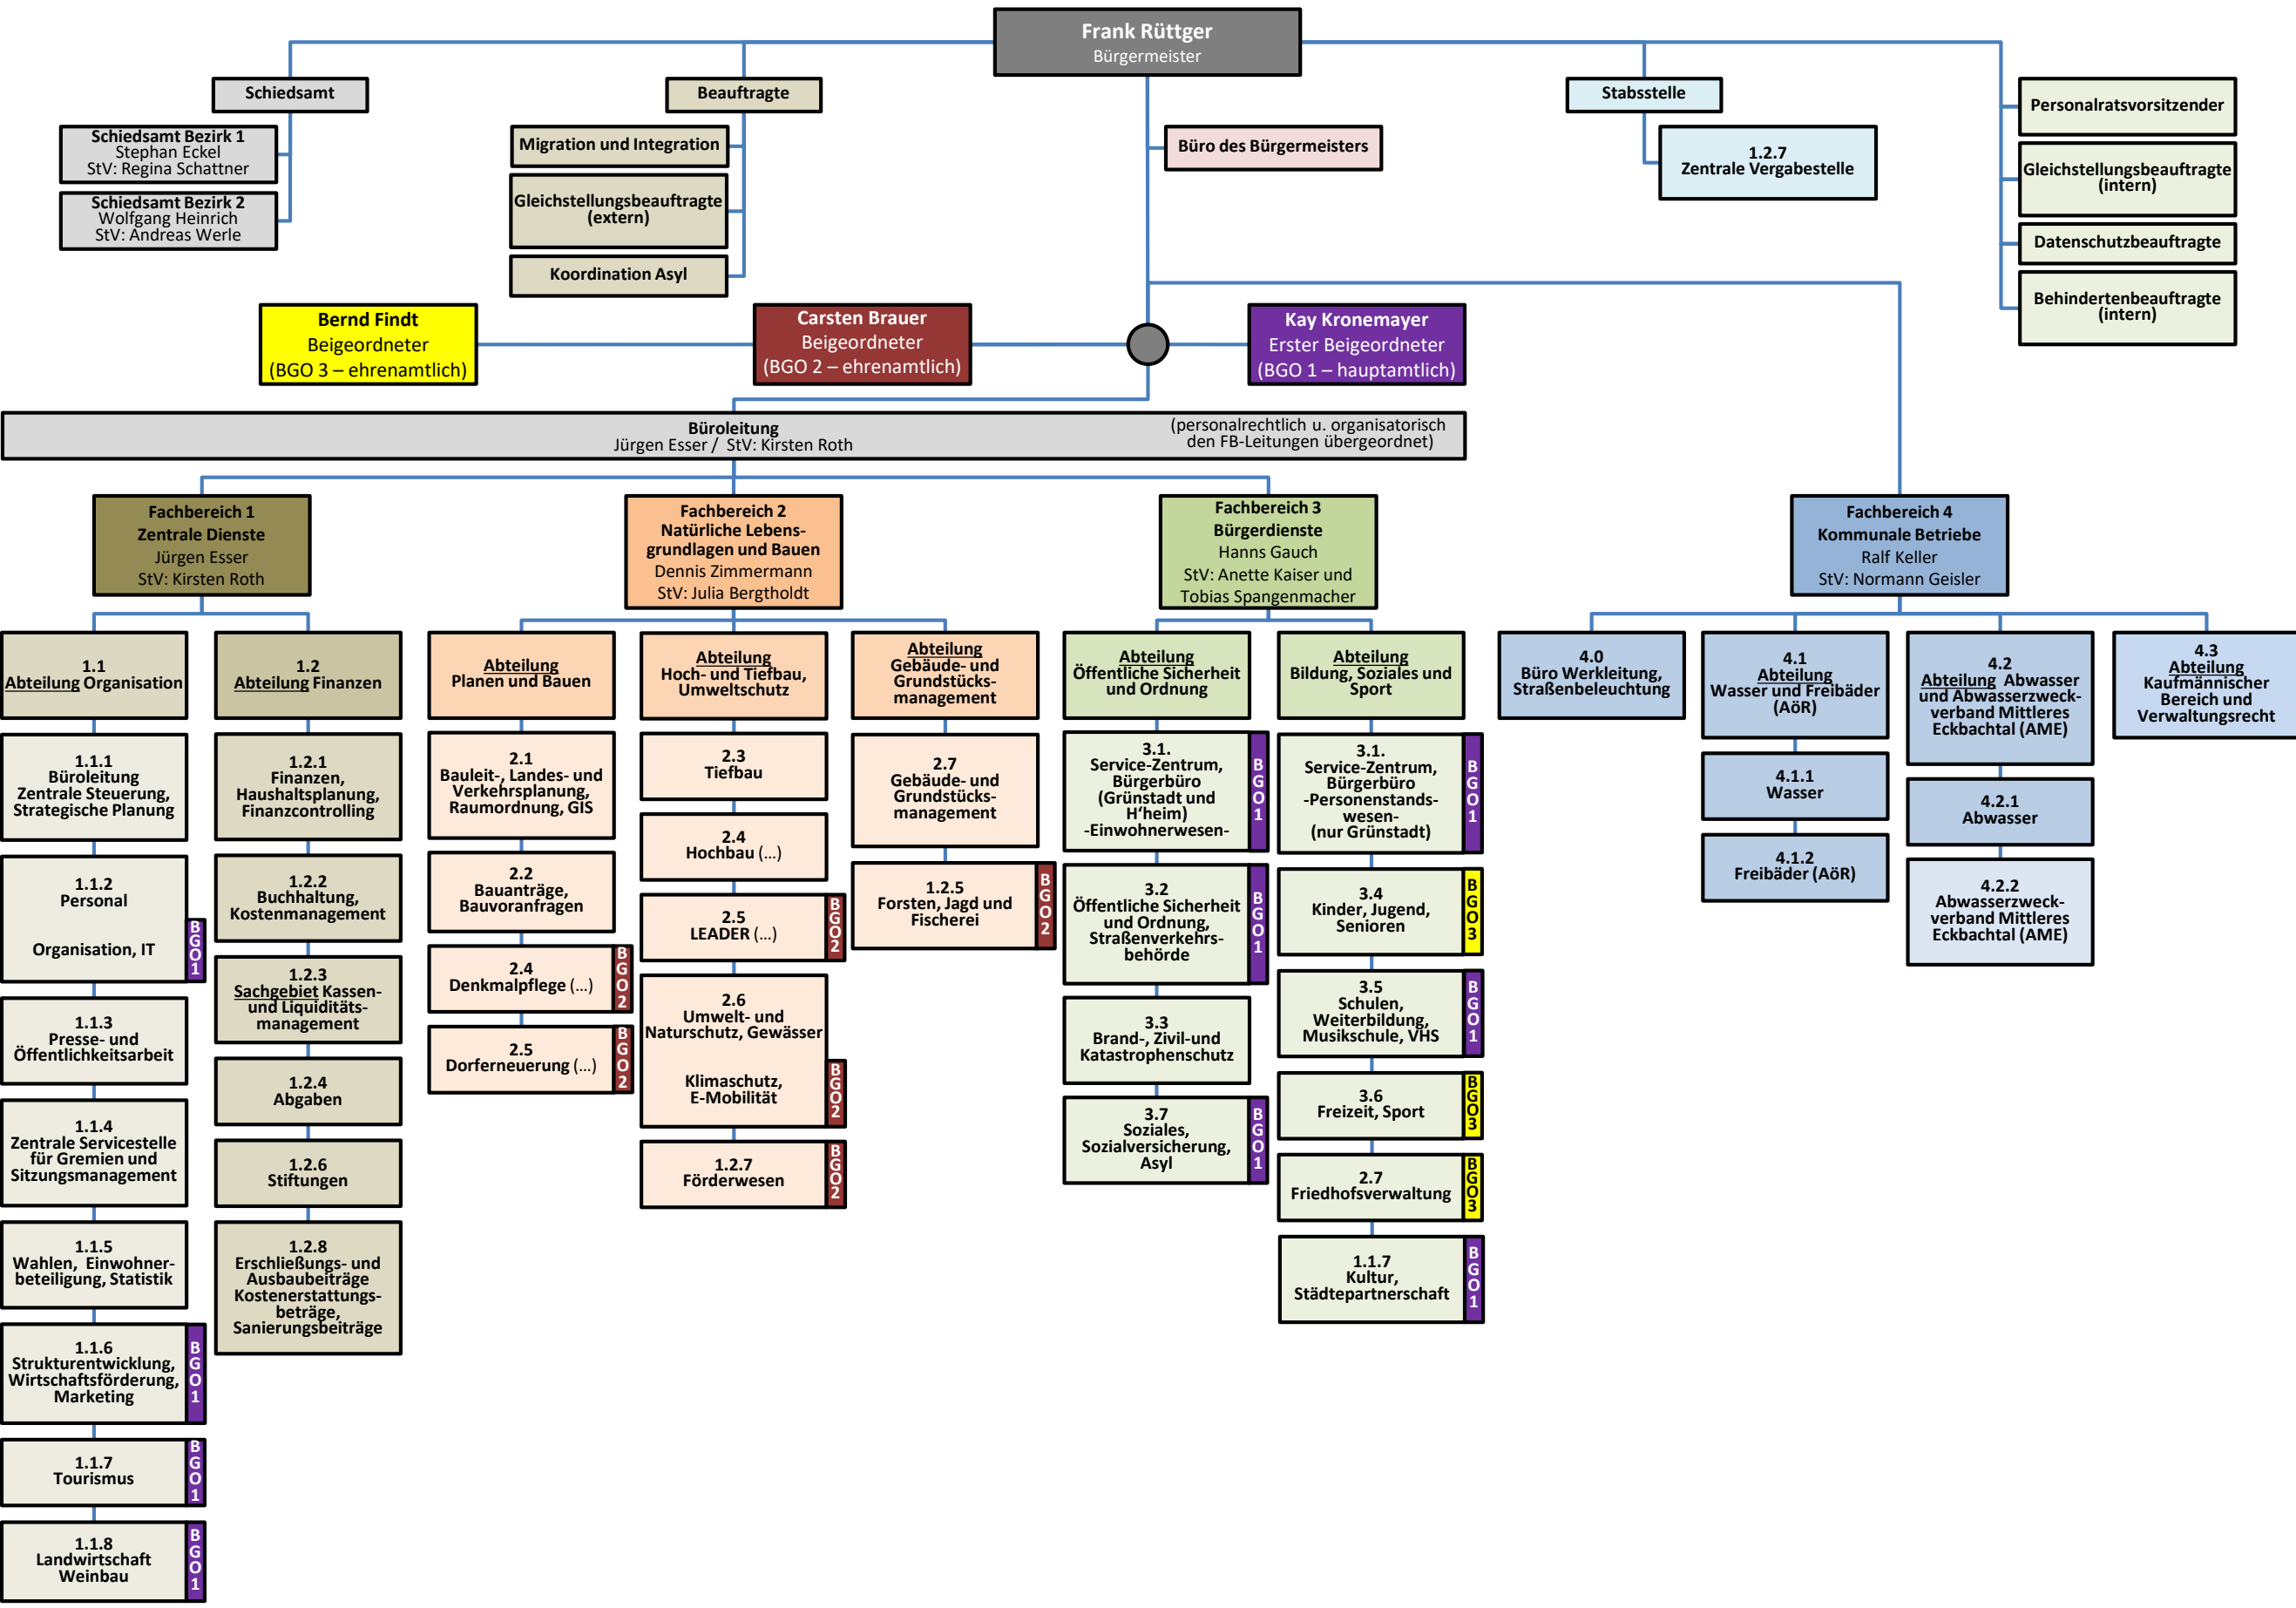 Frank Rüttger
Bürgermeister
Schiedsamt
Schiedsamt Bezirk 1
Stephan Eckel
StV: Regina Schattner
Schiedsamt Bezirk 2
Wolfgang Heinrich
StV: Andreas Werle
Beauftragte
Migration und Integration
Gleichstellungsbeauftragte
(extern)
Koordination Asyl
Büro des Bürgermeisters
Stabsstelle
1.2.7
Zentrale Vergabestelle
Personalratsvorsitzender
Gleichstellungsbeauftragte
(intern)
Datenschutzbeauftragte
Behindertenbeauftragte
(intern)
Bernd Findt
Beigeordneter
(BGO 3 – ehrenamtlich)
Carsten Brauer
Beigeordneter
(BGO 2 – ehrenamtlich)
Kay Kronemayer
Erster Beigeordneter
(BGO 1 – hauptamtlich)
Büroleitung
Jürgen Esser / StV: Kirsten Roth
(personalrechtlich u. organisatorisch
den FB-Leitungen übergeordnet)
Fachbereich 1
Zentrale Dienste
Jürgen Esser
StV: Kirsten Roth
Fachbereich 2
Natürliche Lebens-
grundlagen und Bauen
Dennis Zimmermann
StV: Julia Bergtholdt
Fachbereich 3
Bürgerdienste
Hanns Gauch
StV: Anette Kaiser und
Tobias Spangenmacher
Fachbereich 4
Kommunale Betriebe
Ralf Keller
StV: Normann Geisler
1.1
Abteilung Organisation
1.1.1
Büroleitung
Zentrale Steuerung,
Strategische Planung
1.1.2
Personal
Organisation, IT
BGO1
1.1.3
Presse- und
Öffentlichkeitsarbeit
1.1.4
Zentrale Servicestelle
für Gremien und
Sitzungsmanagement
1.1.5
Wahlen, Einwohner-
beteiligung, Statistik
1.1.6
Strukturentwicklung,
Wirtschaftsförderung,
Marketing
BGO1
1.1.7
Tourismus
BGO1
1.1.8
Landwirtschaft
Weinbau
BGO1
1.2
Abteilung Finanzen
1.2.1
Finanzen,
Haushaltsplanung,
Finanzcontrolling
1.2.2
Buchhaltung,
Kostenmanagement
1.2.3
Sachgebiet Kassen-
und Liquiditäts-
management
1.2.4
Abgaben
1.2.6
Stiftungen
1.2.8
Erschließungs- und
Ausbaubeiträge
Kostenerstattungs-
beträge,
Sanierungsbeiträge
Abteilung
Planen und Bauen
2.1
Bauleit-, Landes- und
Verkehrsplanung,
Raumordnung, GIS
2.2
Bauanträge,
Bauvoranfragen
2.4
Denkmalpflege (...)
BGO2
2.5
Dorferneuerung (...)
BGO2
Abteilung
Hoch- und Tiefbau,
Umweltschutz
2.3
Tiefbau
2.4
Hochbau (...)
2.5
LEADER (...)
BGO2
2.6
Umwelt- und
Naturschutz, Gewässer
Klimaschutz,
E-Mobilität
BGO2
1.2.7
Förderwesen
BGO2
Abteilung
Gebäude- und
Grundstücks-
management
2.7
Gebäude- und
Grundstücks-
management
1.2.5
Forsten, Jagd und
Fischerei
BGO2
Abteilung
Öffentliche Sicherheit
und Ordnung
3.1.
Service-Zentrum,
Bürgerbüro
(Grünstadt und
H‘heim)
-Einwohnerwesen-
BGO1
3.2
Öffentliche Sicherheit
und Ordnung,
Straßenverkehrs-
behörde
BGO1
3.3
Brand-, Zivil-und
Katastrophenschutz
3.7
Soziales,
Sozialversicherung,
Asyl
BGO1
Abteilung
Bildung, Soziales und
Sport
3.1.
Service-Zentrum,
Bürgerbüro
-Personenstands-
wesen-
(nur Grünstadt)
BGO1
3.4
Kinder, Jugend,
Senioren
BGO3
3.5
Schulen,
Weiterbildung,
Musikschule, VHS
BGO1
3.6
Freizeit, Sport
BGO3
2.7
Friedhofsverwaltung
BGO3
1.1.7
Kultur,
Städtepartnerschaft
BGO1
4.0
Büro Werkleitung,
Straßenbeleuchtung
4.1
Abteilung
Wasser und Freibäder
(AöR)
4.1.1
Wasser
4.1.2
Freibäder (AöR)
4.2
Abteilung Abwasser
und Abwasserzweck-
verband Mittleres
Eckbachtal (AME)
4.2.1
Abwasser
4.2.2
Abwasserzweck-
verband Mittleres
Eckbachtal (AME)
4.3
Abteilung
Kaufmännischer
Bereich und
Verwaltungsrecht